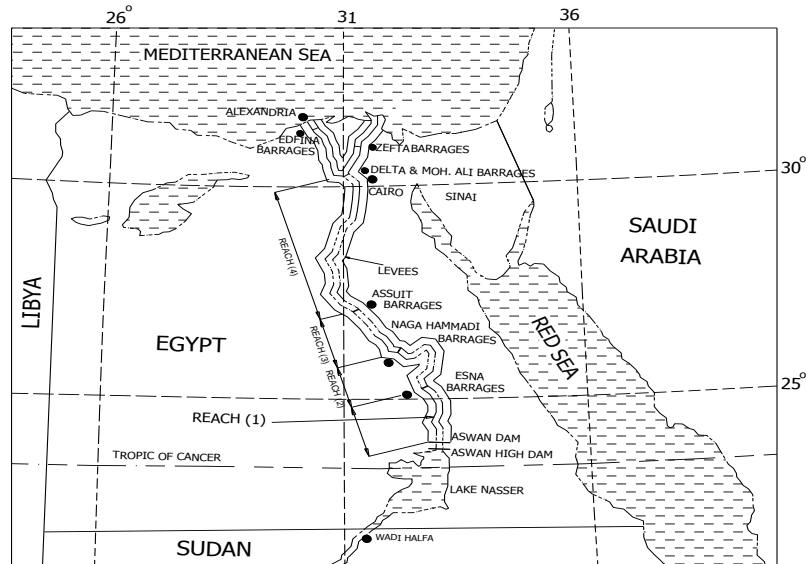 26°
31
36
MEDITERRANEAN SEA
ALEXANDRIA
EDFINA
BARRAGES
ZEFTA BARRAGES
DELTA & MOH. ALI BARRAGES
30°
CAIRO
SINAI
SAUDI
ARABIA
REACH (4)
LEVEES
LIBYA
ASSUIT
BARRAGES
NAGA HAMMADI
BARRAGES
RED SEA
EGYPT
REACH (3)
ESNA
BARRAGES
25°
REACH (2)
REACH (1)
ASWAN DAM
TROPIC OF CANCER
ASWAN HIGH DAM
LAKE NASSER
WADI HALFA
SUDAN